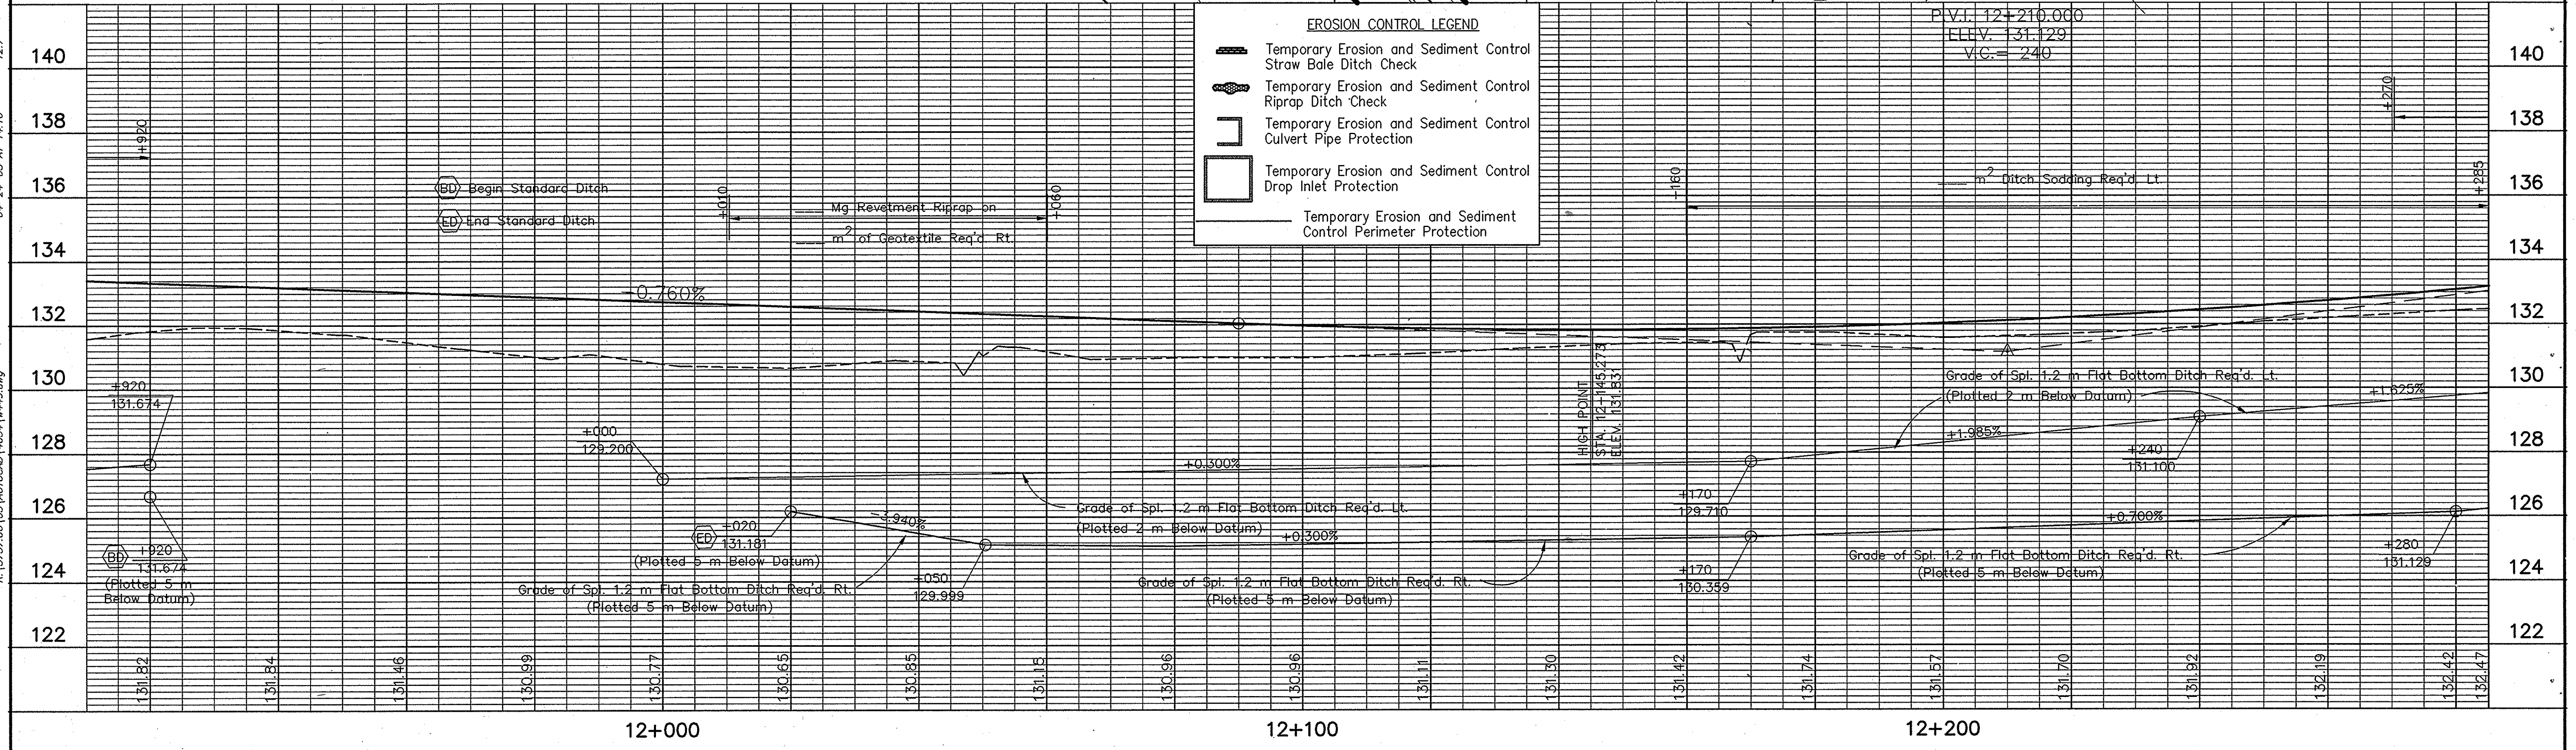 EROSION CONTROL LEGEND
Temporary Erosion and Sediment Control
Straw Bale Ditch Check
Temporary Erosion and Sediment Control
Riprap Ditch Check
Temporary Erosion and Sediment Control
Culvert Pipe Protection
Temporary Erosion and Sediment Control
Drop Inlet Protection
Temporary Erosion and Sediment
Control Perimeter Protection
P.V.I. 12+210.000
ELEV. 131.129
V.C.= 240
140
138
136
134
132
130
128
126
124
122
140
138
136
134
132
130
128
126
124
122
+920
BD Begin Standard Ditch
ED End Standard Ditch
+010
Mg Revetment Riprap on
m² of Geotextile Req'd. Rt.
+060
-160
m² Ditch Sodding Req'd. Lt.
+270
+285
-0.760%
HIGH POINT
STA. 12-145.273
ELEV. 131.831
+920
131.674
+000
129.200
+0.300%
Grade of Spl. 1.2 m Flat Bottom Ditch Req'd. Lt.
(Plotted 2 m Below Datum)
+170
129.710
Grade of Spl. 1.2 m Flat Bottom Ditch Req'd. Lt.
(Plotted 2 m Below Datum)
+1.985%
+1.625%
+240
131.100
BD +920
131.674
(Plotted 5 m
Below Datum)
ED +020
131.181
(Plotted 5 m Below Datum)
-3.940%
Grade of Spl. 1.2 m Flat Bottom Ditch Req'd. Rt.
(Plotted 5 m Below Datum)
+050
129.999
+0.300%
Grade of Spl. 1.2 m Flat Bottom Ditch Req'd. Rt.
(Plotted 5 m Below Datum)
+170
130.359
+0.700%
Grade of Spl. 1.2 m Flat Bottom Ditch Req'd. Rt.
(Plotted 5 m Below Datum)
+280
131.129
131.82
131.84
131.46
130.99
130.77
130.65
130.85
131.15
130.96
130.96
131.11
131.30
131.42
131.74
131.57
131.70
131.92
132.19
132.42
132.47
12+000
12+100
12+200